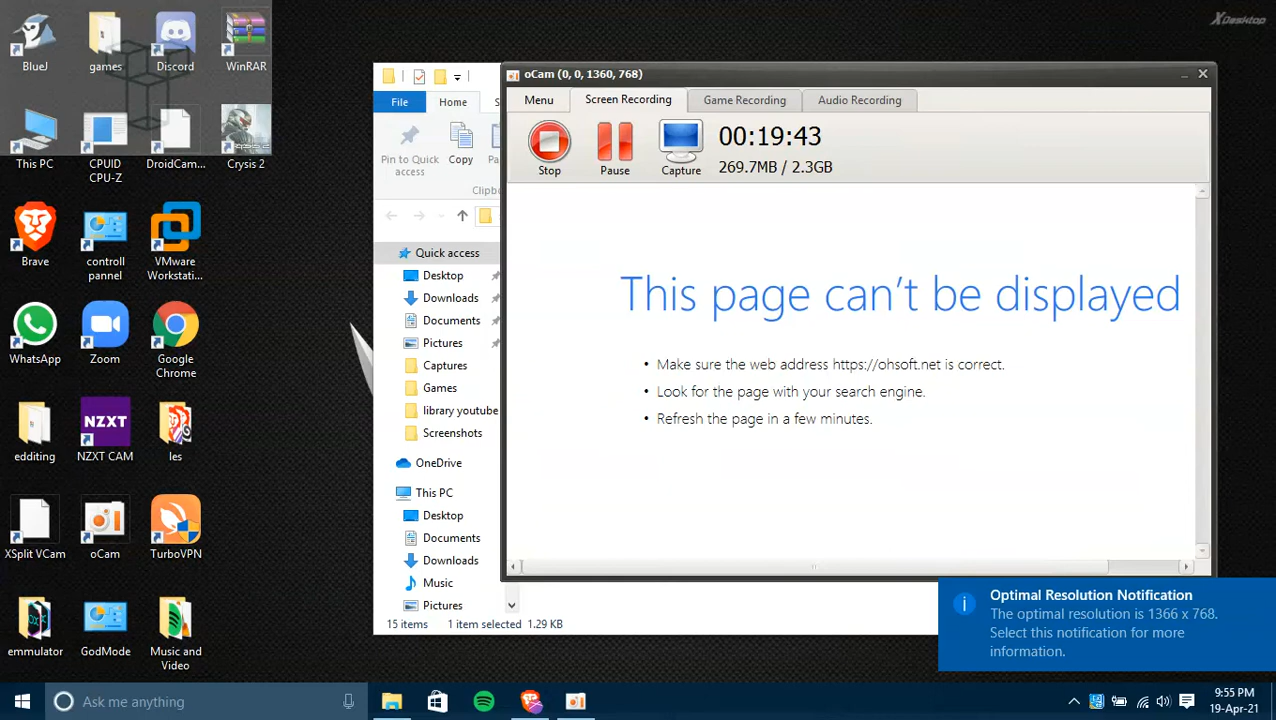 XDesktop
BlueJ
games
Discord
WinRAR
This PC
CPUID CPU-Z
DroidCam...
Crysis 2
Brave
controll pannel
VMware Workstati...
WhatsApp
Zoom
Google Chrome
edditing
NZXT
NZXT CAM
les
XSplit VCam
oCam
TurboVPN
emmulator
GodMode
Music and Video
File
Home
Pin to Quick access
Copy
Clipb
Quick access
Desktop
Downloads
Documents
Pictures
Captures
Games
library youtube
Screenshots
OneDrive
This PC
Desktop
Documents
Downloads
Music
Pictures
15 items 1 item selected 1.29 KB
oCam (0, 0, 1360, 768)
Menu
Screen Recording
Game Recording
Audio Recording
Stop
Pause
Capture
00:19:43
269.7MB / 2.3GB
This page can't be displayed
• Make sure the web address https://ohsoft.net is correct.
• Look for the page with your search engine.
• Refresh the page in a few minutes.
Optimal Resolution Notification
The optimal resolution is 1366 x 768.
Select this notification for more
information.
Ask me anything
9:55 PM
19-Apr-21